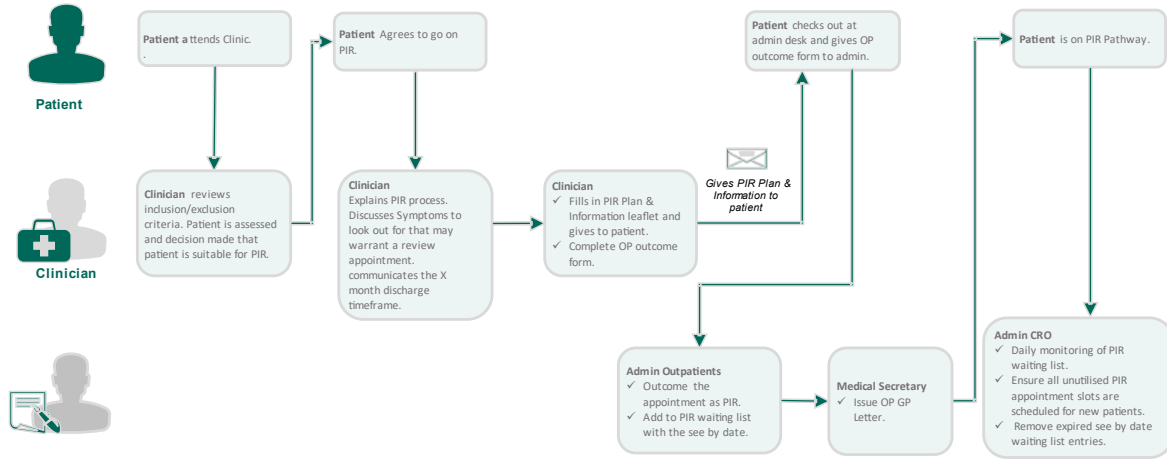 Patient attends Clinic.
.
Patient Agrees to go on
PIR.
Patient checks out at
admin desk and gives OP
outcome form to admin.
Patient is on PIR Pathway.
Patient
Clinician reviews
inclusion/exclusion
criteria. Patient is assessed
and decision made that
patient is suitable for PIR.
Clinician
Explains PIR process.
Discusses Symptoms to
look out for that may
warrant a review
appointment.
communicates the X
month discharge
timeframe.
Clinician
✓ Fills in PIR Plan &
Information leaflet and
gives to patient.
✓ Complete OP outcome
form.
Gives PIR Plan &
Information to
patient
Clinician
Admin Outpatients
✓ Outcome the
appointment as PIR.
✓ Add to PIR waiting list
with the see by date.
Medical Secretary
✓ Issue OP GP
Letter.
Admin CRO
✓ Daily monitoring of PIR
waiting list.
✓ Ensure all unutilised PIR
appointment slots are
scheduled for new patients.
✓ Remove expired see by date
waiting list entries.